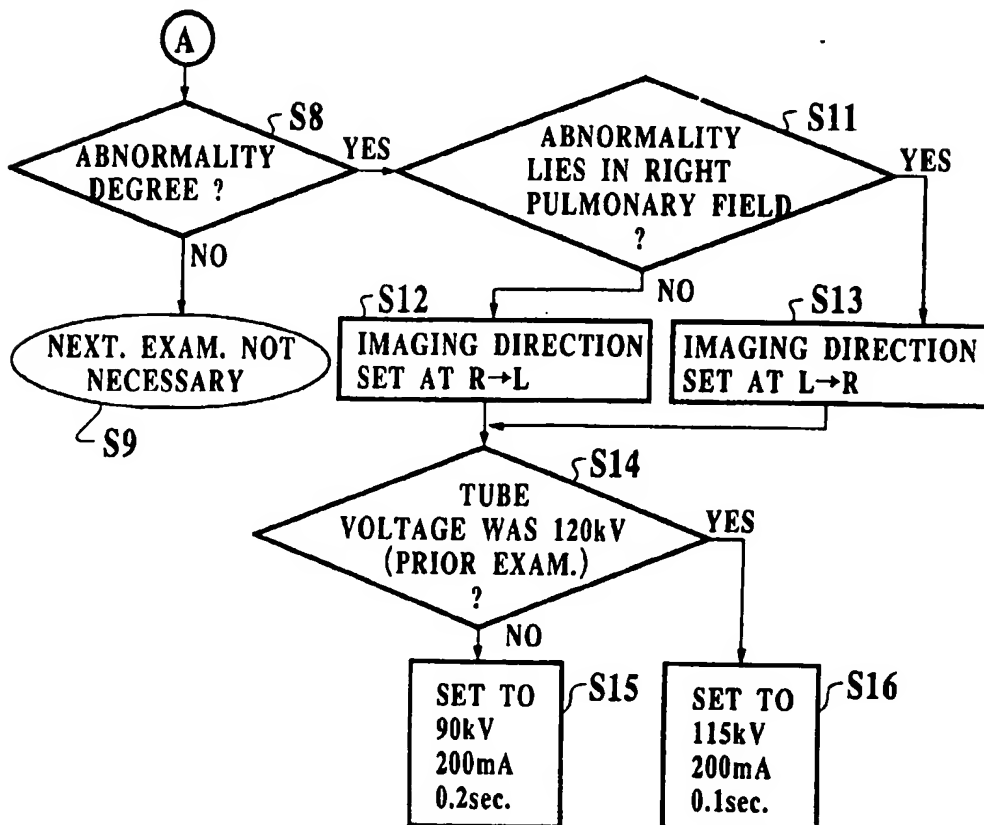 A
S8
ABNORMALITY
DEGREE ?
YES
NO
S11
ABNORMALITY
LIES IN RIGHT
PULMONARY FIELD
?
YES
NO
NEXT. EXAM. NOT
NECESSARY
S9
S12
IMAGING DIRECTION
SET AT R→L
S13
IMAGING DIRECTION
SET AT L→R
S14
TUBE
VOLTAGE WAS 120kV
(PRIOR EXAM.)
?
YES
NO
S15
SET TO
90kV
200mA
0.2sec.
S16
SET TO
115kV
200mA
0.1sec.